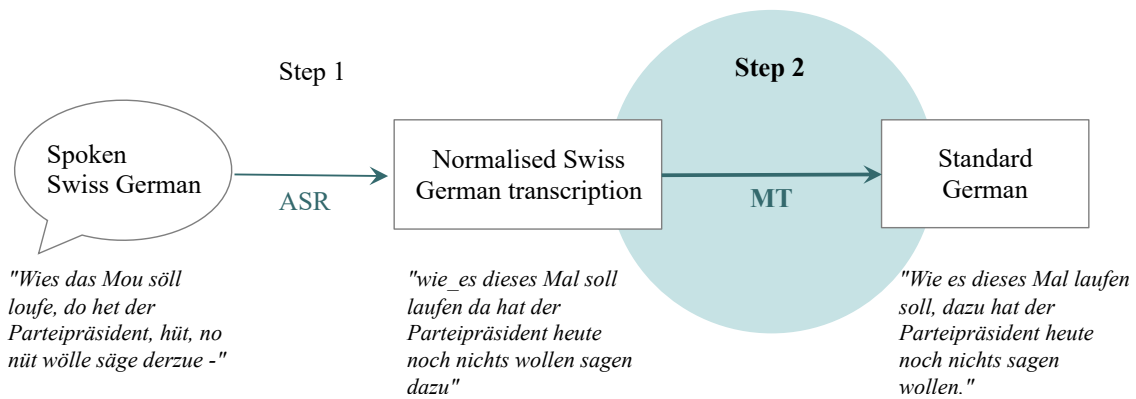 Step 1
Step 2
Spoken
Swiss German
ASR
Normalised Swiss
German transcription
MT
Standard
German
"Wies das Mou söll
loufe, do het der
Parteipräsident, hüt, no
nüt wölle säge derzue -"
"wie_es dieses Mal soll
laufen da hat der
Parteipräsident heute
noch nichts wollen sagen
dazu"
"Wie es dieses Mal laufen
soll, dazu hat der
Parteipräsident heute
noch nichts sagen
wollen."